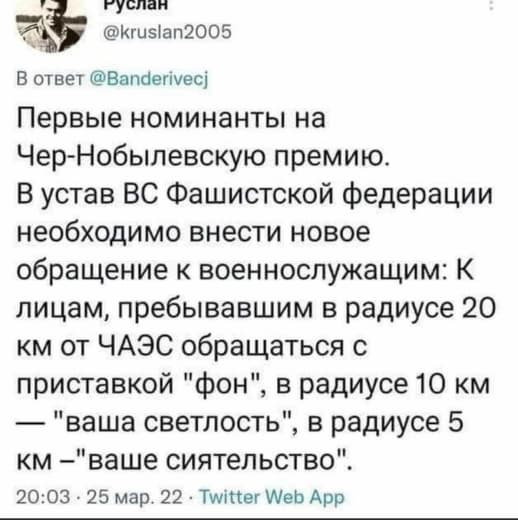 Руслан
@kruslan2005
В ответ @Banderivecj
Первые номинанты на
Чер-Нобылевскую премию.
В устав ВС Фашистской федерации
необходимо внести новое
обращение к военнослужащим: К
лицам, пребывавшим в радиусе 20
км от ЧАЭС обращаться с
приставкой "фон", в радиусе 10 км
— "ваша светлость", в радиусе 5
км –"ваше сиятельство".
20:03 · 25 мар. 22 · Twitter Web App